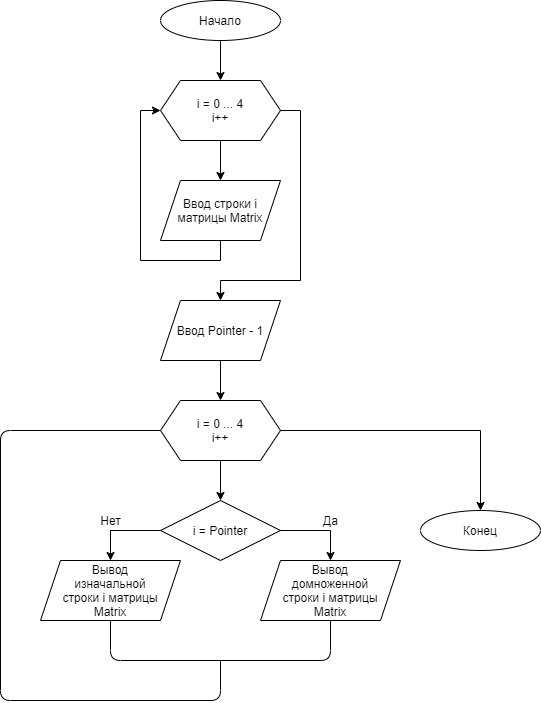 Начало
i = 0 ... 4
i++
Ввод строки i
матрицы Matrix
Ввод Pointer - 1
i = 0 ... 4
i++
i = Pointer
Нет
Да
Вывод
изначальной
строки i матрицы
Matrix
Вывод
домноженной
строки i матрицы
Matrix
Конец